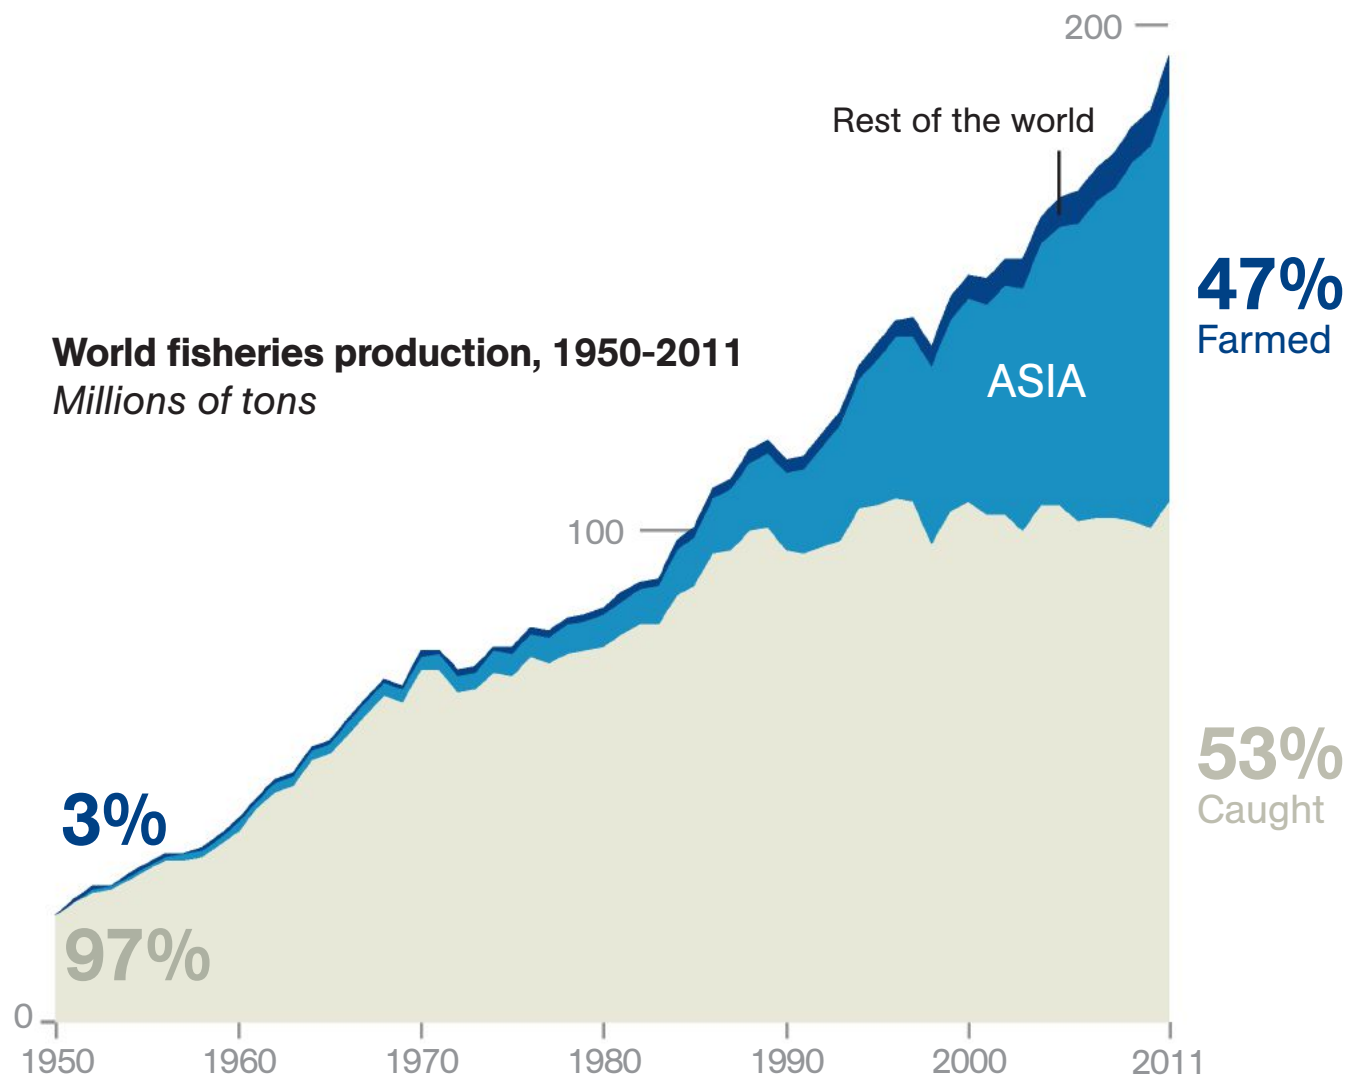 200
Rest of the world
47%
Farmed
World fisheries production, 1950-2011
Millions of tons
ASIA
100
53%
Caught
3%
97%
0
1950 1960 1970 1980 1990 2000 2011